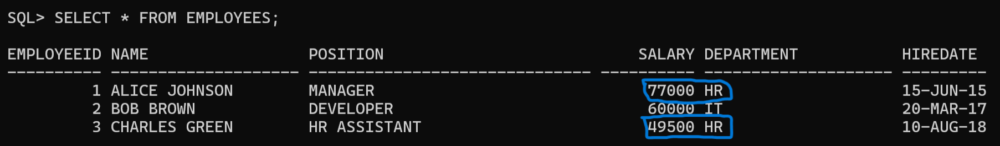 SQL> SELECT * FROM EMPLOYEES;
EMPLOYEEID NAME                 POSITION                           SALARY DEPARTMENT           HIREDATE
---------- -------------------- ------------------------------ ---------- -------------------- ---------
         1 ALICE JOHNSON        MANAGER                             77000 HR                   15-JUN-15
         2 BOB BROWN            DEVELOPER                           60000 IT                   20-MAR-17
         3 CHARLES GREEN        HR ASSISTANT                        49500 HR                   10-AUG-18